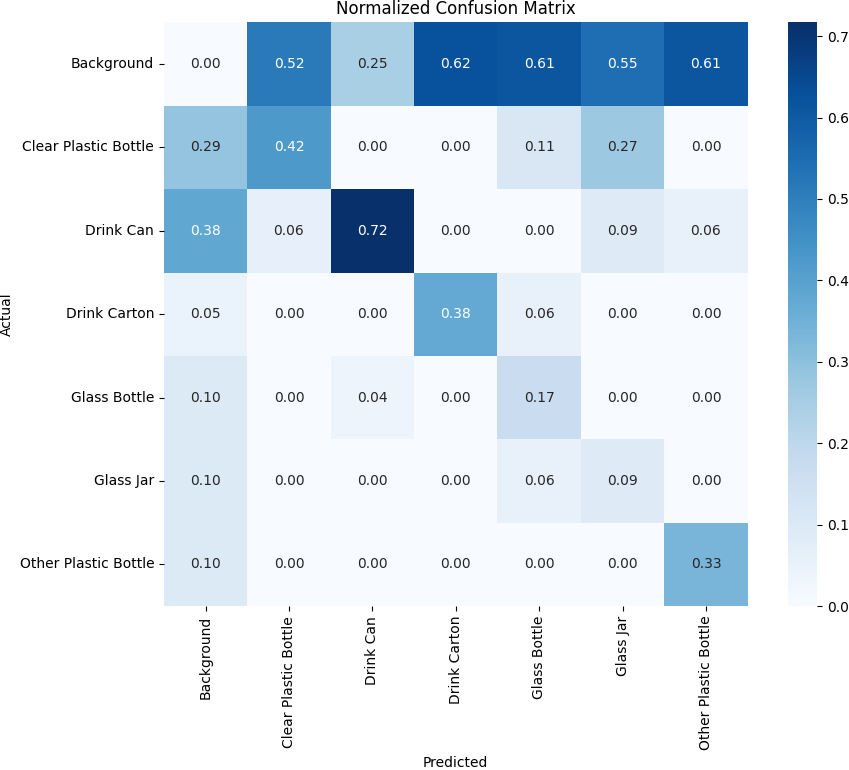 Normalized Confusion Matrix
Background 0.00 0.52 0.25 0.62 0.61 0.55 0.61
Clear Plastic Bottle 0.29 0.42 0.00 0.00 0.11 0.27 0.00
Drink Can 0.38 0.06 0.72 0.00 0.00 0.09 0.06
Drink Carton 0.05 0.00 0.00 0.38 0.06 0.00 0.00
Glass Bottle 0.10 0.00 0.04 0.00 0.17 0.00 0.00
Glass Jar 0.10 0.00 0.00 0.00 0.06 0.09 0.00
Other Plastic Bottle 0.10 0.00 0.00 0.00 0.00 0.00 0.33
Actual
Background
Clear Plastic Bottle
Drink Can
Drink Carton
Glass Bottle
Glass Jar
Other Plastic Bottle
Predicted
0.7
0.6
0.5
0.4
0.3
0.2
0.1
0.0